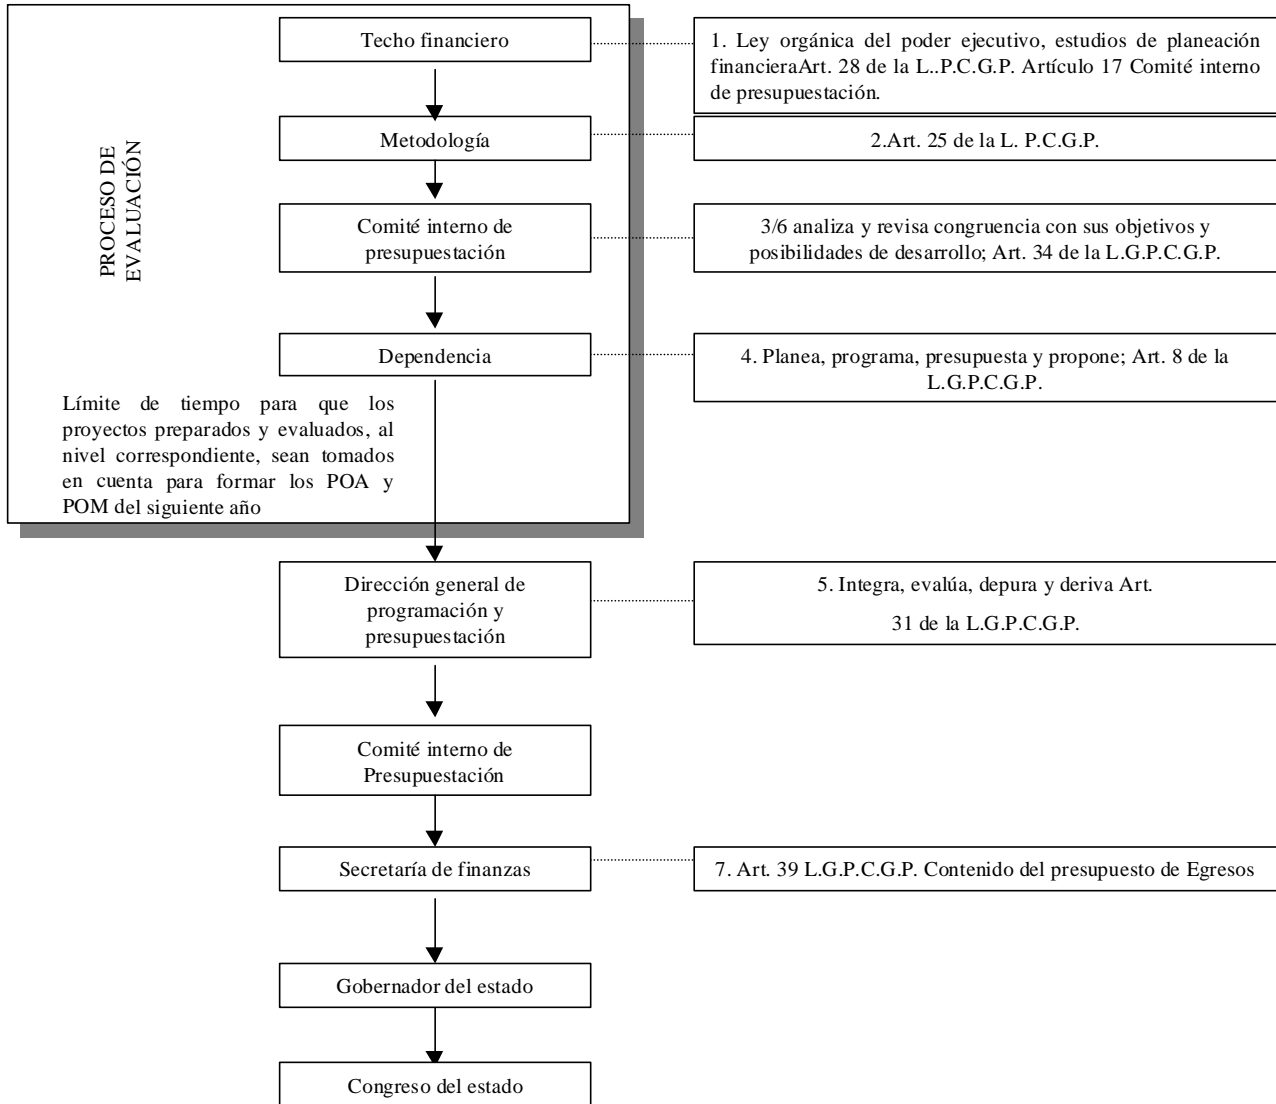 Techo financiero
1. Ley orgánica del poder ejecutivo, estudios de planeación
financieraArt. 28 de la L..P.C.G.P. Artículo 17 Comité interno
de presupuestación.
PROCESO DE
EVALUACIÓN
Metodología
2.Art. 25 de la L. P.C.G.P.
Comité interno de
presupuestación
3/6 analiza y revisa congruencia con sus objetivos y
posibilidades de desarrollo; Art. 34 de la L.G.P.C.G.P.
Dependencia
4. Planea, programa, presupuesta y propone; Art. 8 de la
L.G.P.C.G.P.
Límite de tiempo para que los
proyectos preparados y evaluados, al
nivel correspondiente, sean tomados
en cuenta para formar los POA y
POM del siguiente año
Dirección general de
programación y
presupuestación
5. Integra, evalúa, depura y deriva Art.
31 de la L.G.P.C.G.P.
Comité interno de
Presupuestación
Secretaría de finanzas
7. Art. 39 L.G.P.C.G.P. Contenido del presupuesto de Egresos
Gobernador del estado
Congreso del estado